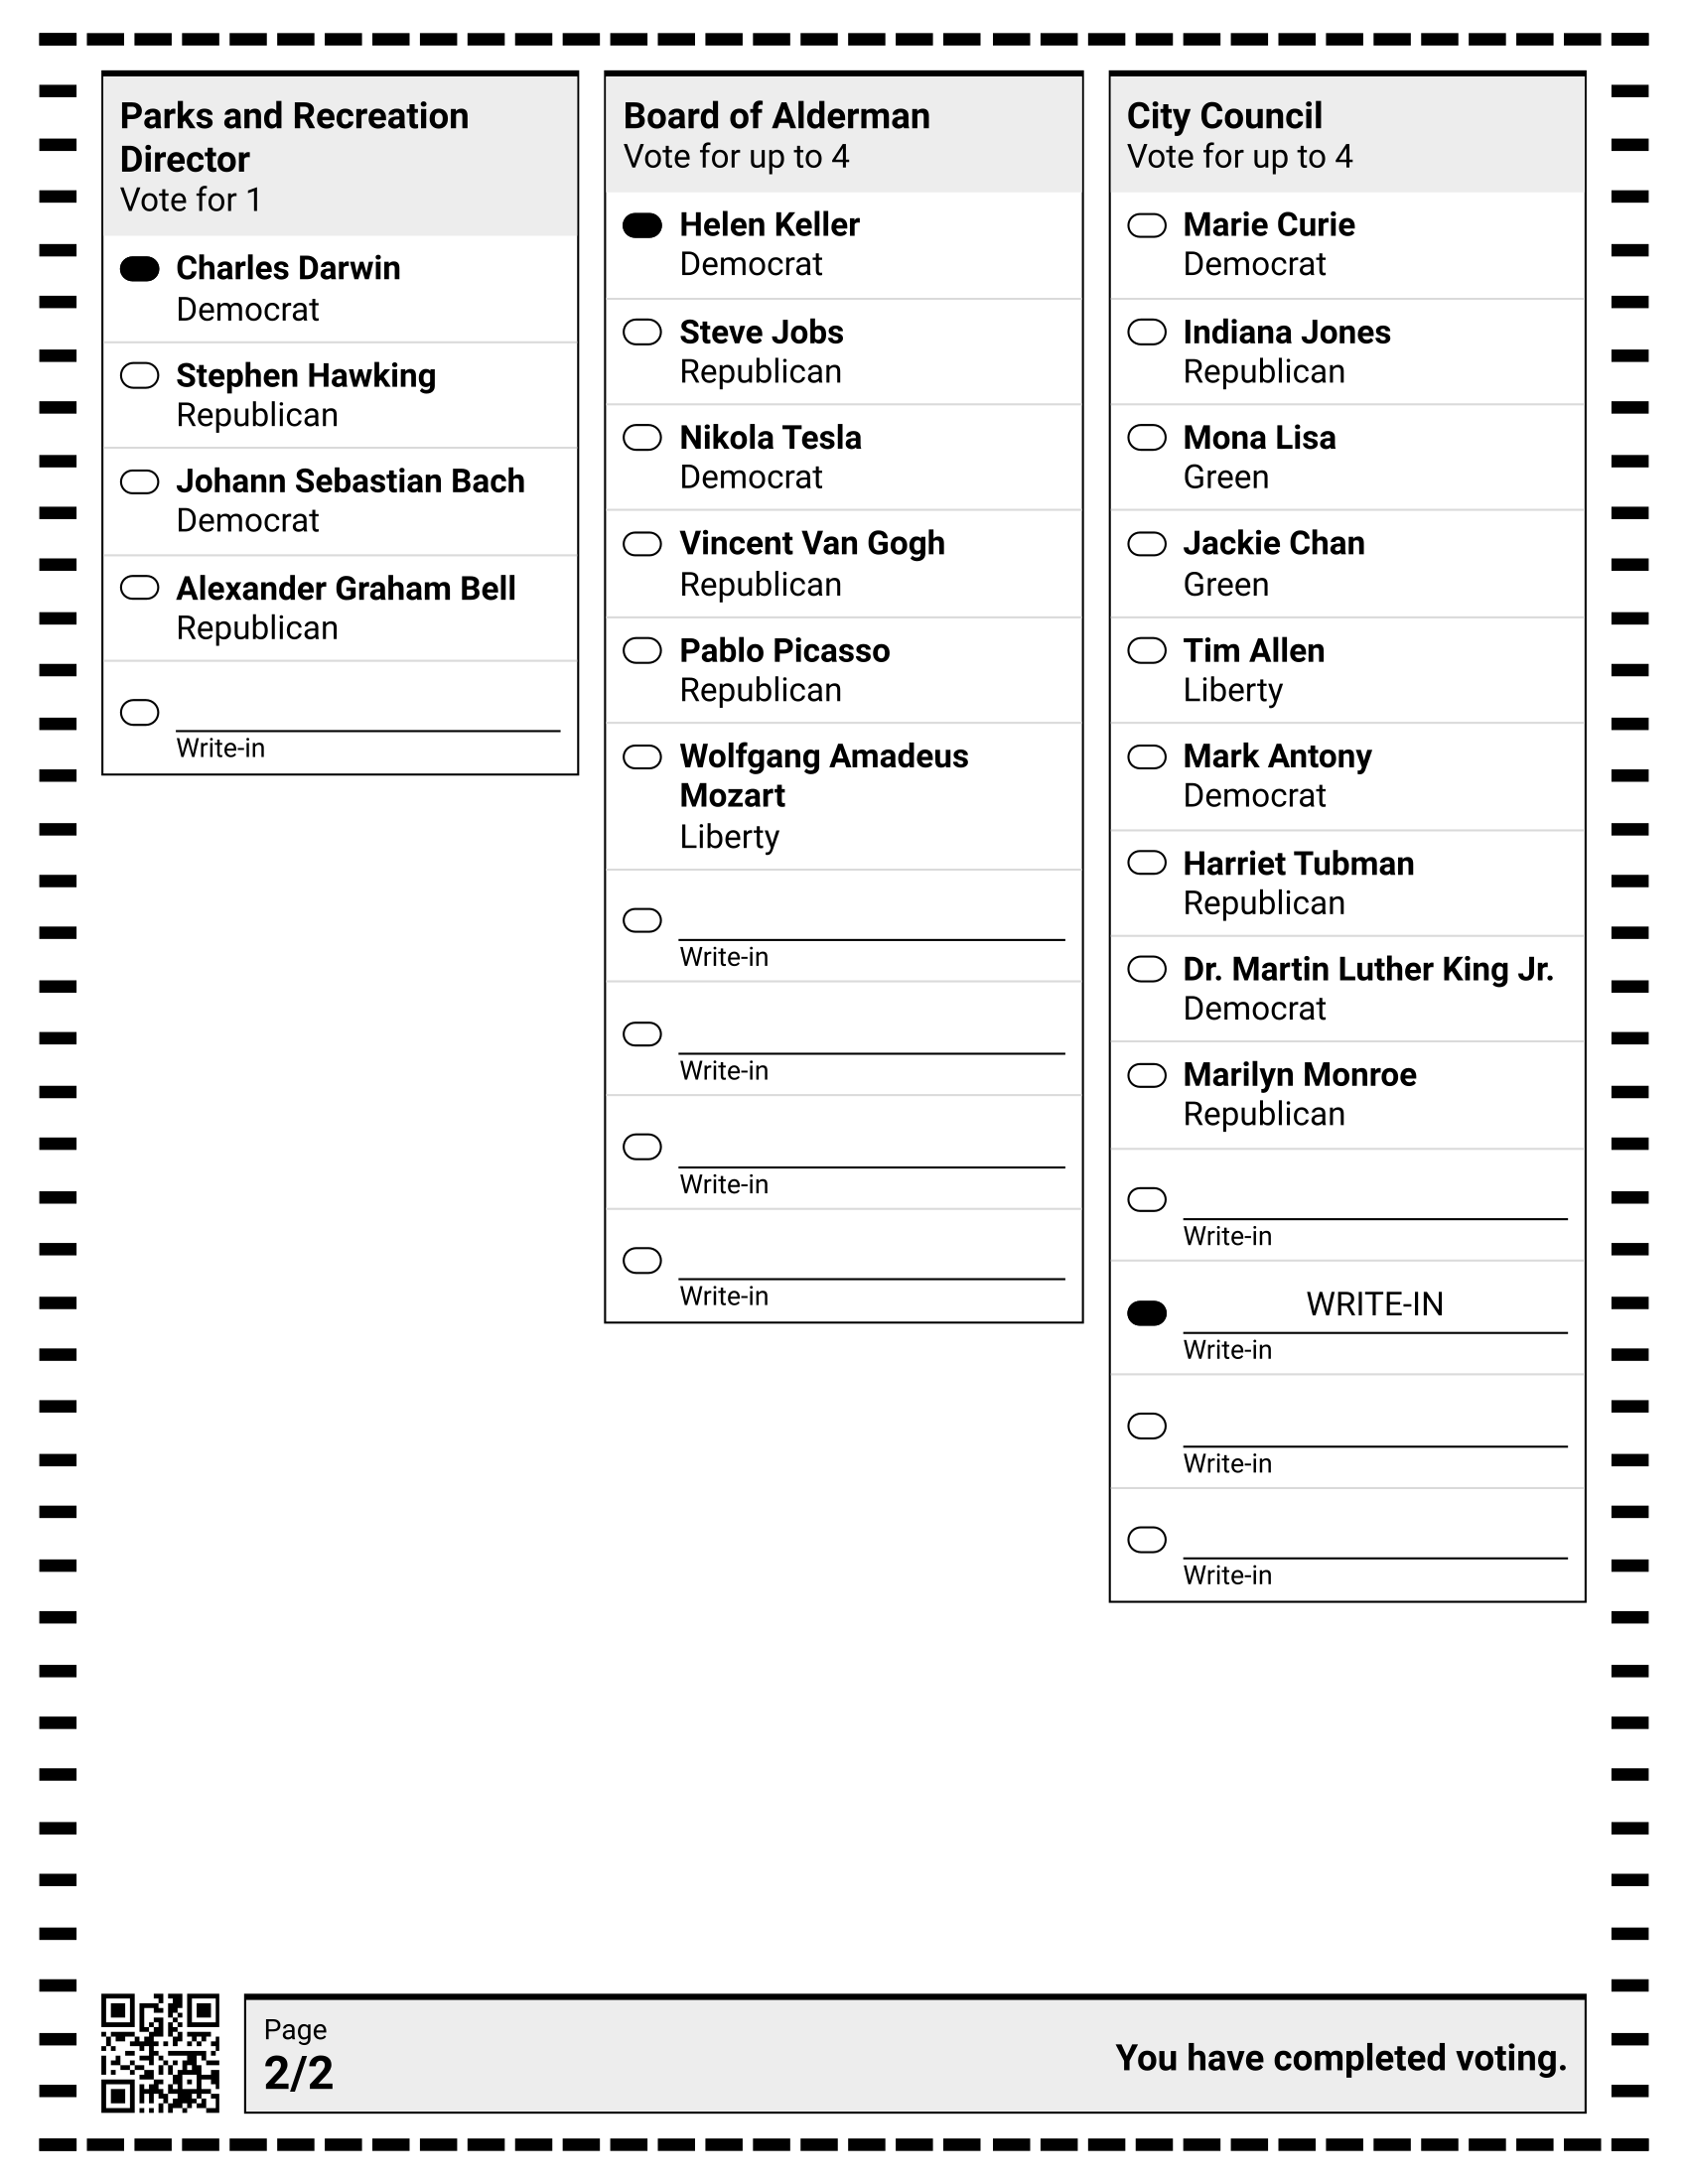 Parks and Recreation
Director
Vote for 1
Charles Darwin
Democrat
Stephen Hawking
Republican
Johann Sebastian Bach
Democrat
Alexander Graham Bell
Republican
Write-in
Board of Alderman
Vote for up to 4
Helen Keller
Democrat
Steve Jobs
Republican
Nikola Tesla
Democrat
Vincent Van Gogh
Republican
Pablo Picasso
Republican
Wolfgang Amadeus
Mozart
Liberty
Write-in
Write-in
Write-in
Write-in
City Council
Vote for up to 4
Marie Curie
Democrat
Indiana Jones
Republican
Mona Lisa
Green
Jackie Chan
Green
Tim Allen
Liberty
Mark Antony
Democrat
Harriet Tubman
Republican
Dr. Martin Luther King Jr.
Democrat
Marilyn Monroe
Republican
Write-in
WRITE-IN
Write-in
Write-in
Write-in
Page
2/2
You have completed voting.